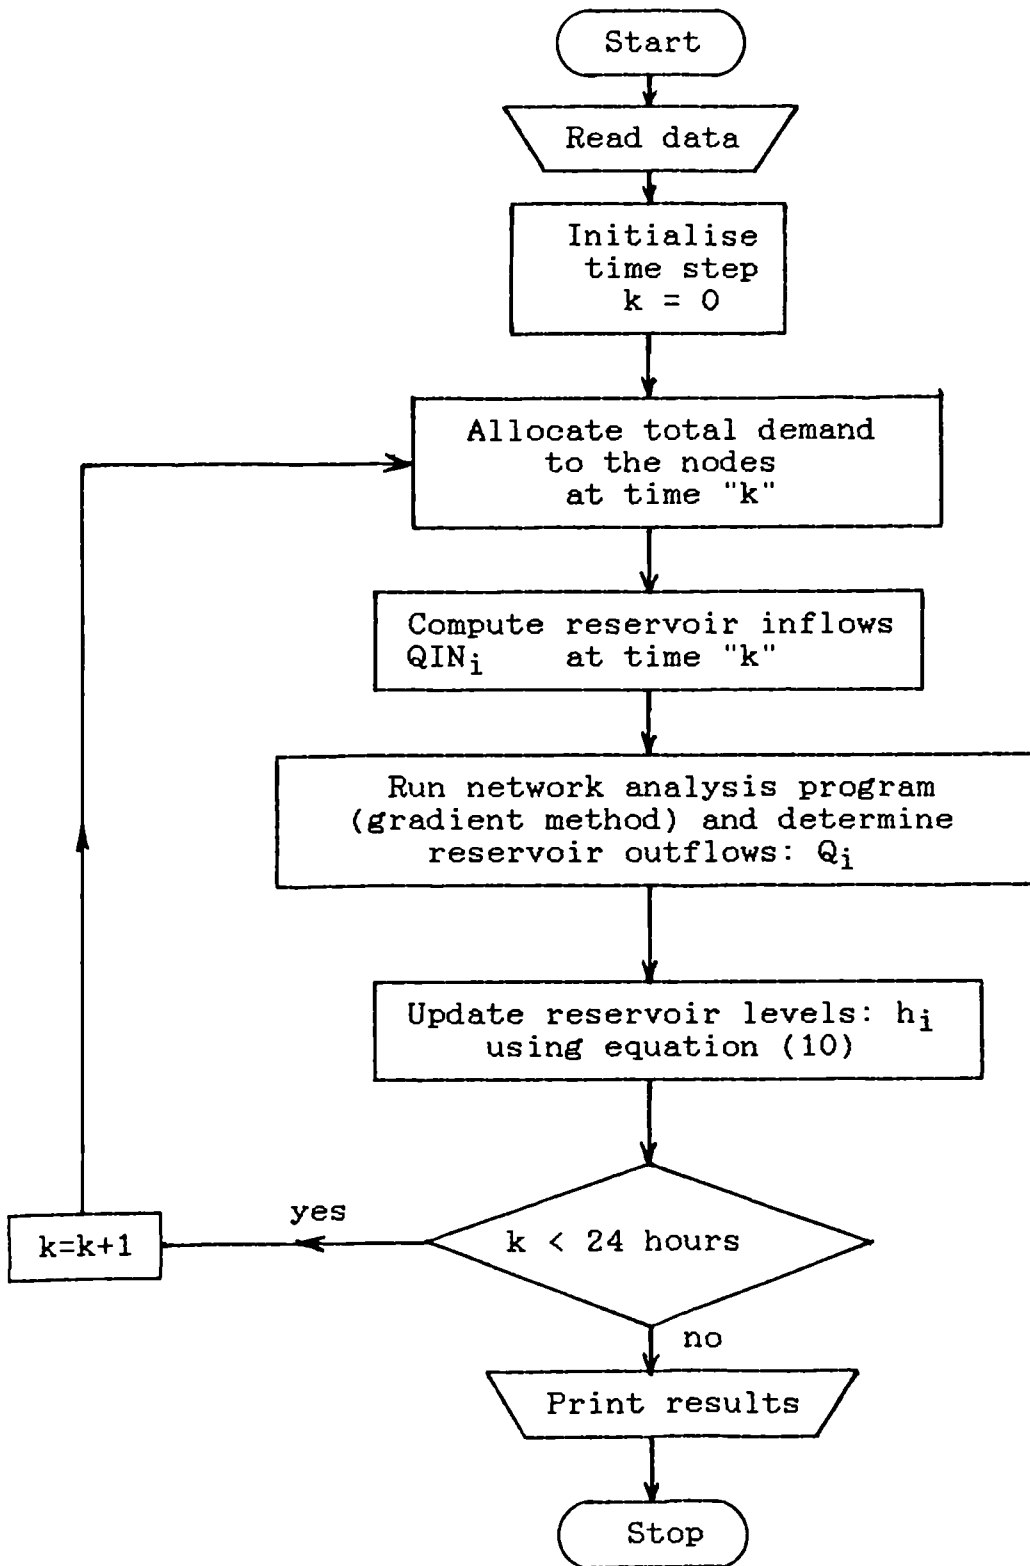 Start
Read data
Initialise
time step
k = 0
Allocate total demand
to the nodes
at time "k"
Compute reservoir inflows
QINi at time "k"
Run network analysis program
(gradient method) and determine
reservoir outflows: Qi
Update reservoir levels: hi
using equation (10)
yes
k=k+1
k < 24 hours
no
Print results
Stop